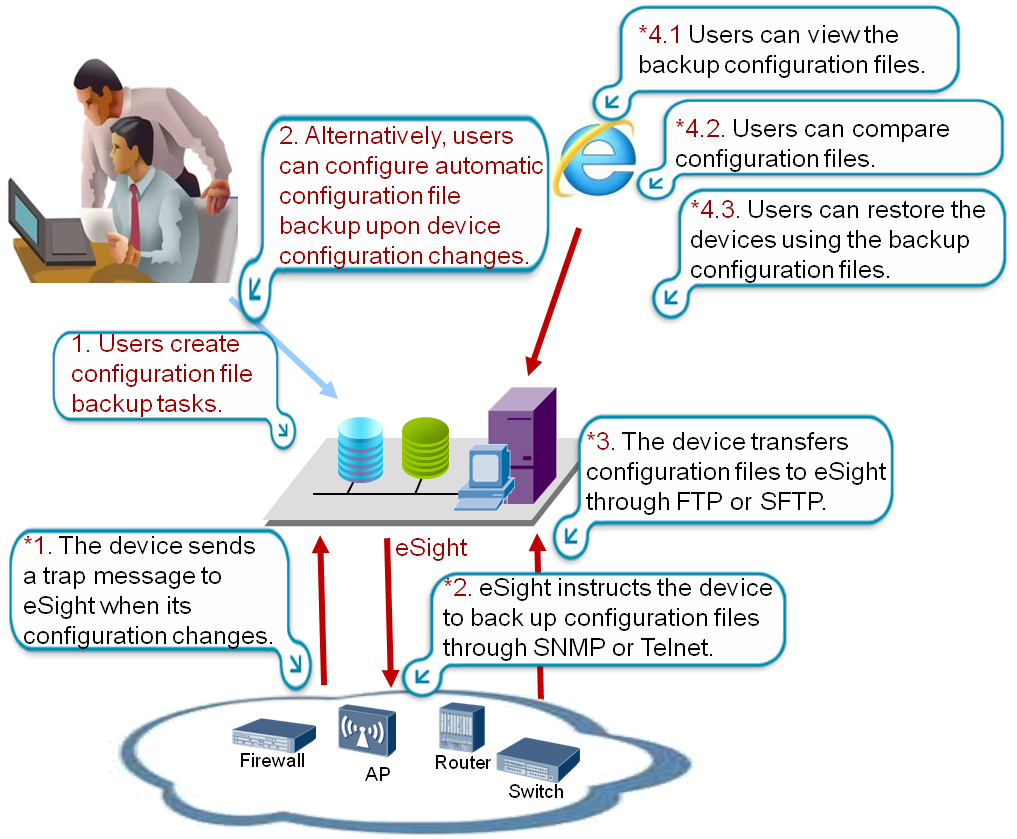 *4.1 Users can view the
backup configuration files.
*4.2. Users can compare
configuration files.
*4.3. Users can restore the
devices using the backup
configuration files.
2. Alternatively, users
can configure automatic
configuration file
backup upon device
configuration changes.
1. Users create
configuration file
backup tasks.
*3. The device transfers
configuration files to eSight
through FTP or SFTP.
eSight
*1. The device sends
a trap message to
eSight when its
configuration changes.
*2. eSight instructs the device
to back up configuration files
through SNMP or Telnet.
Firewall
AP
Router
Switch